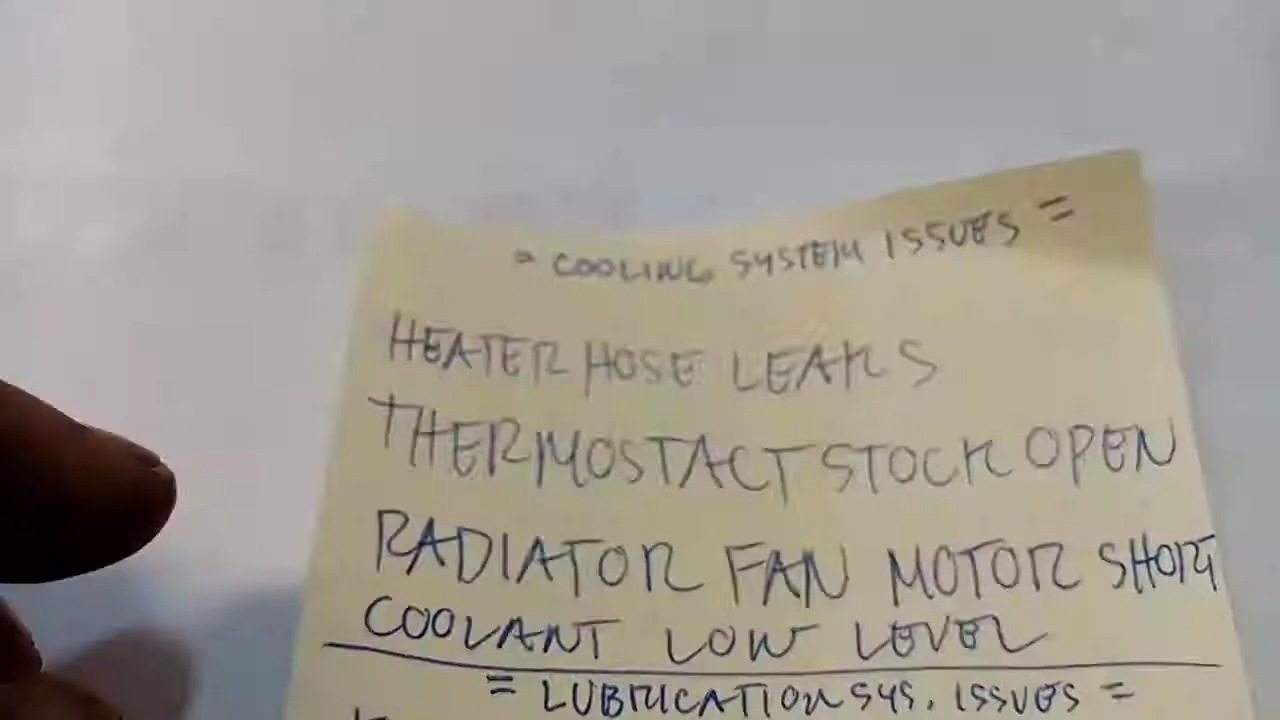 = COOLING SYSTEM ISSUES =
HEATER HOSE LEAKS
THERMOSTACT STOCK OPEN
RADIATOR FAN MOTOR SHORT
COOLANT LOW LEVEL
= LUBRICATION SYS. ISSUES =